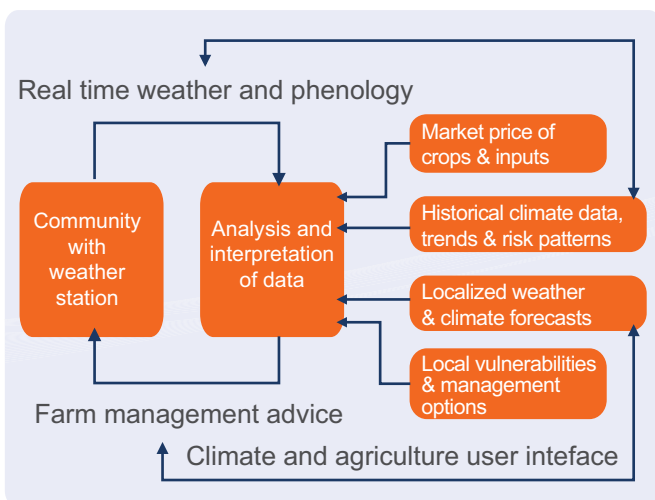 Real time weather and phenology
Market price of
crops & inputs
Community
with
weather
station
Analysis and
interpretation
of data
Historical climate data,
trends & risk patterns
Localized weather
& climate forecasts
Local vulnerabilities
& management
options
Farm management advice
Climate and agriculture user inteface